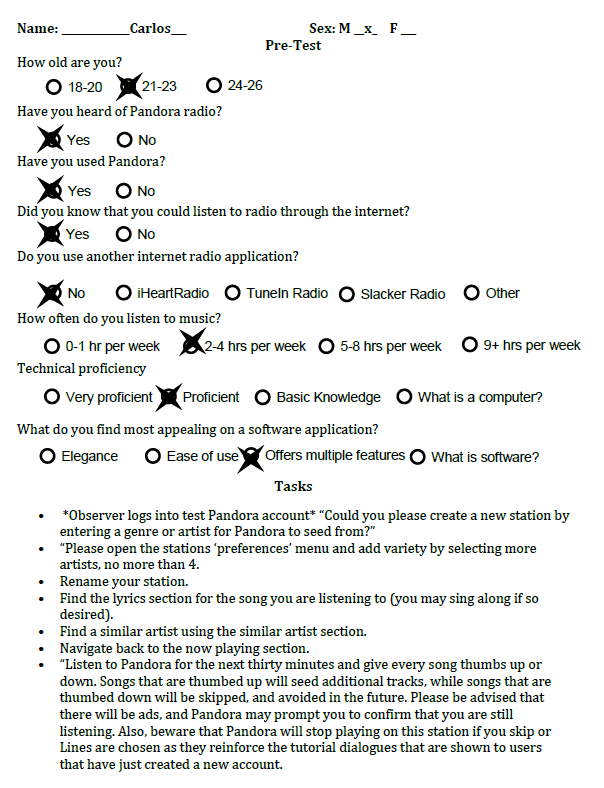 Name: ____________Carlos___ Sex: M __x_ F ___
Pre-Test
How old are you?
18-20 21-23 24-26
Have you heard of Pandora radio?
Yes No
Have you used Pandora?
Yes No
Did you know that you could listen to radio through the internet?
Yes No
Do you use another internet radio application?
No iHeartRadio TuneIn Radio Slacker Radio Other
How often do you listen to music?
0-1 hr per week 2-4 hrs per week 5-8 hrs per week 9+ hrs per week
Technical proficiency
Very proficient Proficient Basic Knowledge What is a computer?
What do you find most appealing on a software application?
Elegance Ease of use Offers multiple features What is software?
Tasks
• *Observer logs into test Pandora account* “Could you please create a new station by
entering a genre or artist for Pandora to seed from?”
• “Please open the stations ‘preferences’ menu and add variety by selecting more
artists, no more than 4.
• Rename your station.
• Find the lyrics section for the song you are listening to (you may sing along if so
desired).
• Find a similar artist using the similar artist section.
• Navigate back to the now playing section.
• “Listen to Pandora for the next thirty minutes and give every song thumbs up or
down. Songs that are thumbed up will seed additional tracks, while songs that are
thumbed down will be skipped, and avoided in the future. Please be advised that
there will be ads, and Pandora may prompt you to confirm that you are still
listening. Also, beware that Pandora will stop playing on this station if you skip or
Lines are chosen as they reinforce the tutorial dialogues that are shown to users
that have just created a new account.